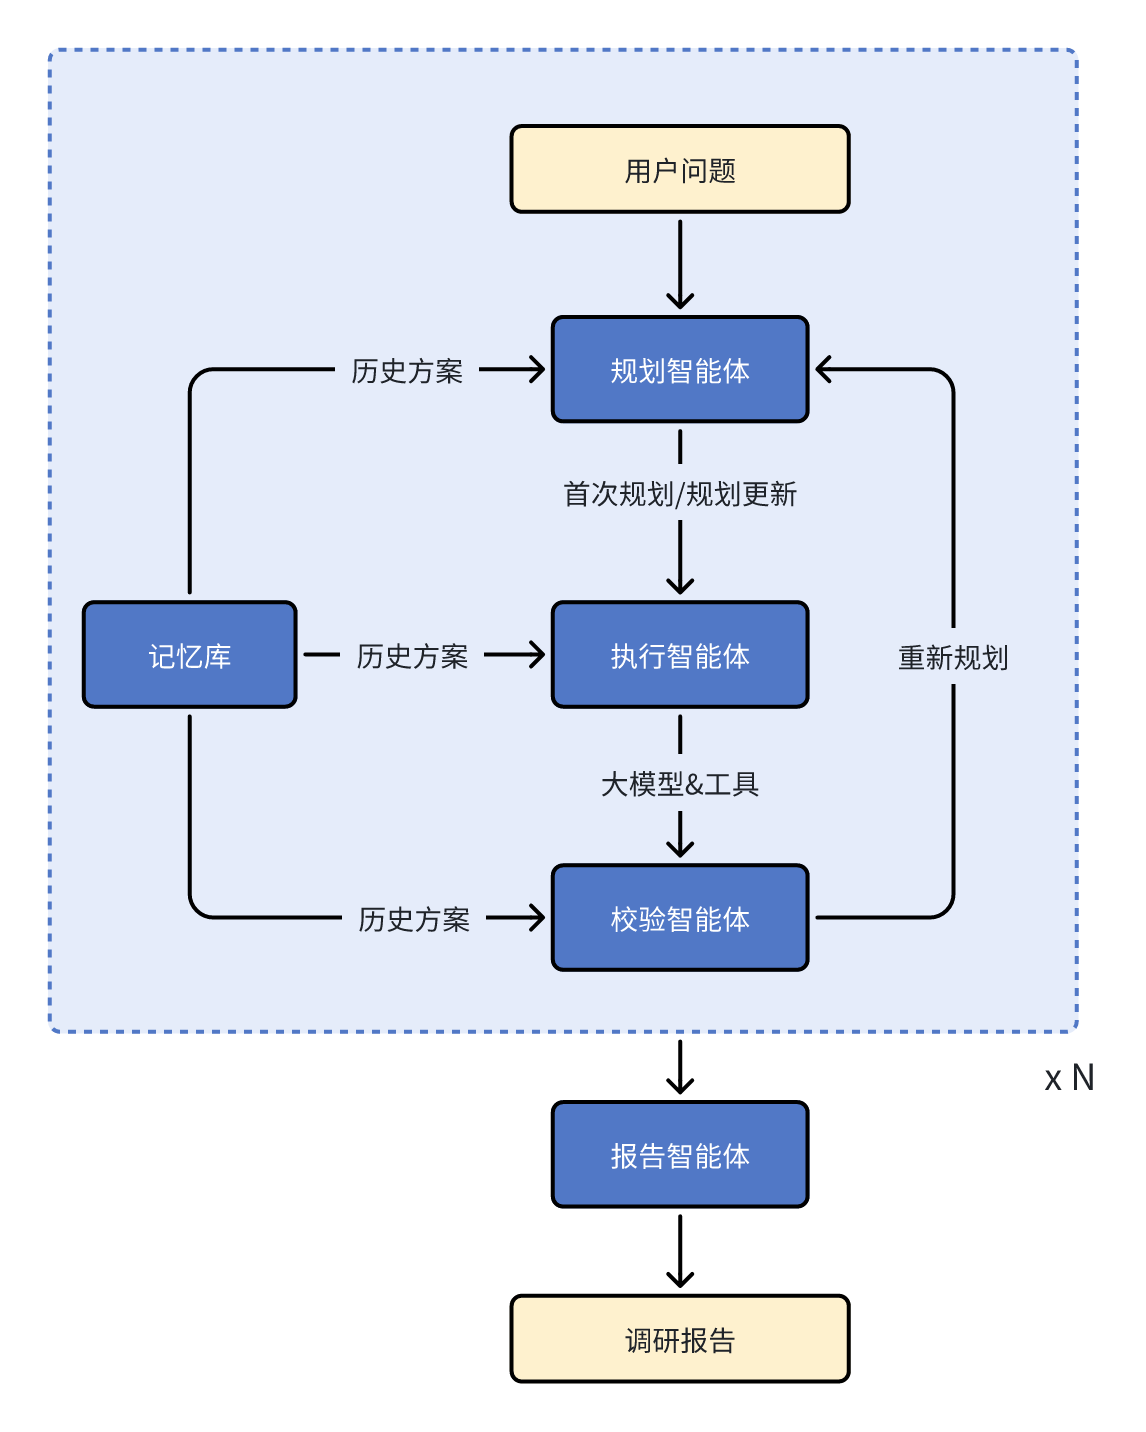 用户问题
历史方案
规划智能体
首次规划/规划更新
记忆库
历史方案
执行智能体
重新规划
大模型&工具
历史方案
校验智能体
x N
报告智能体
调研报告